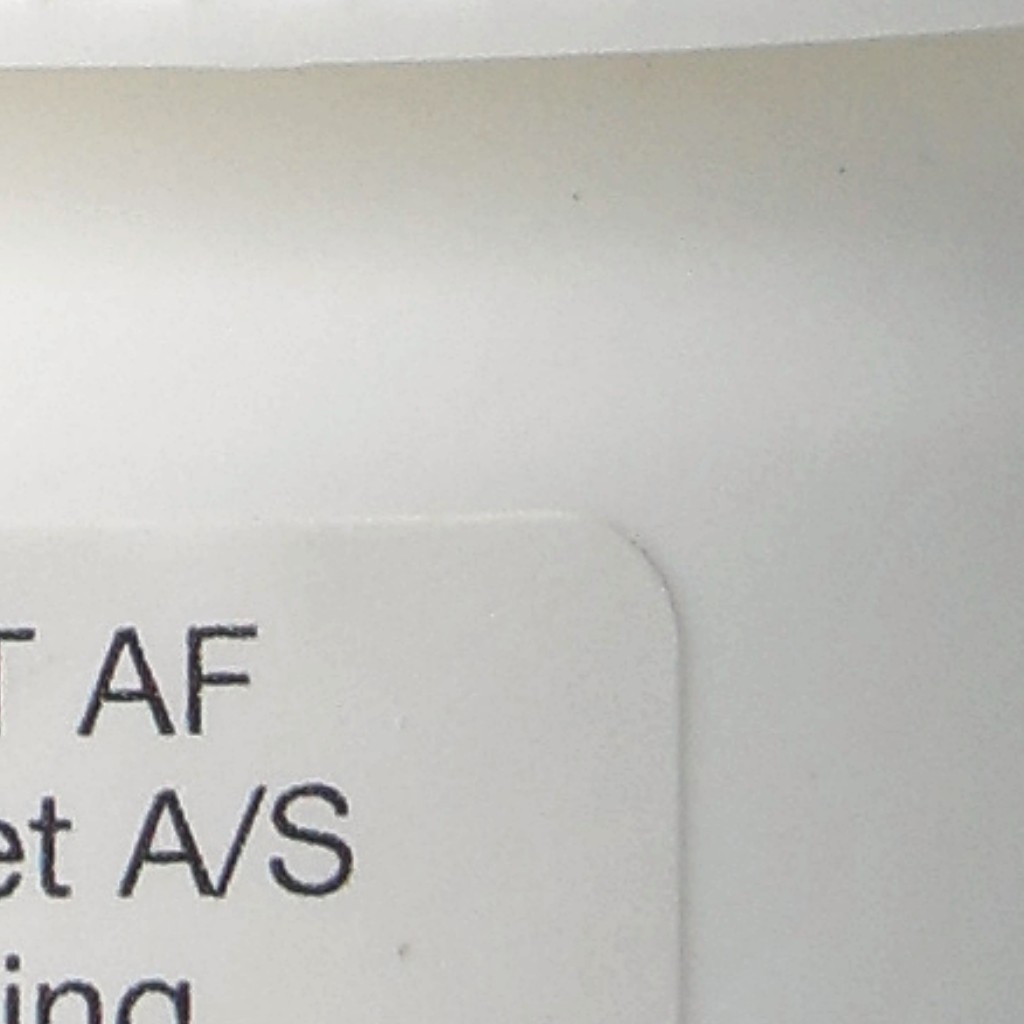 T AF
et A/S
ing